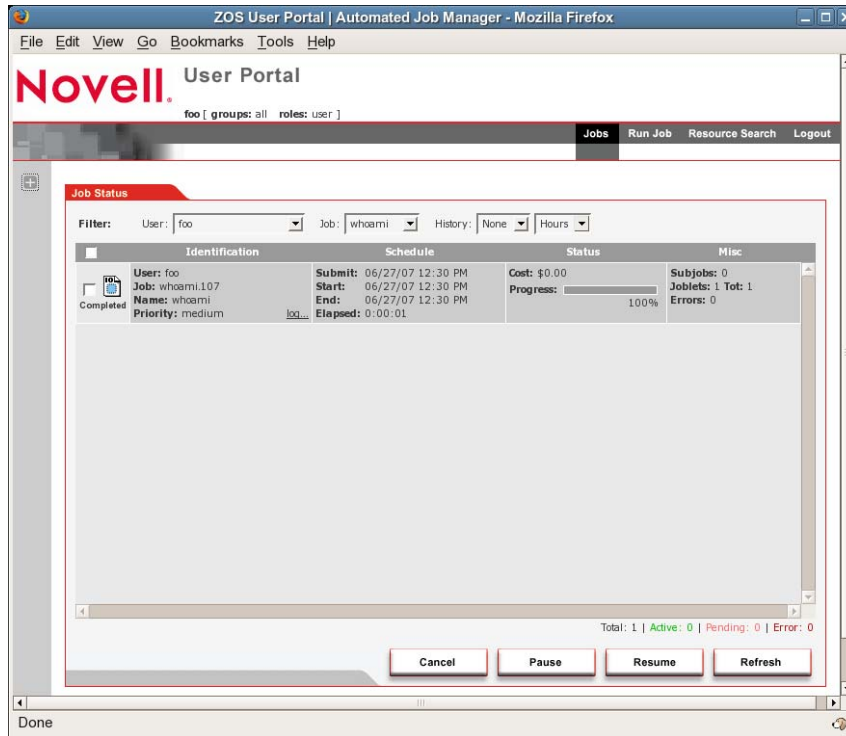 ZOS User Portal | Automated Job Manager - Mozilla Firefox
File Edit View Go Bookmarks Tools Help
Novell. User Portal
foo [ groups: all roles: user ]
Jobs Run Job Resource Search Logout
Job Status
Filter: User: foo Job: whoami History: None Hours
Identification Schedule Status Misc
User: foo Submit: 06/27/07 12:30 PM Cost: $0.00 Subjobs: 0
Job: whoami.107 Start: 06/27/07 12:30 PM Progress: Joblets: 1 Tot: 1
Completed Name: whoami End: 06/27/07 12:30 PM 100% Errors: 0
Priority: medium log... Elapsed: 0:00:01
Total: 1 | Active: 0 | Pending: 0 | Error: 0
Cancel Pause Resume Refresh
Done